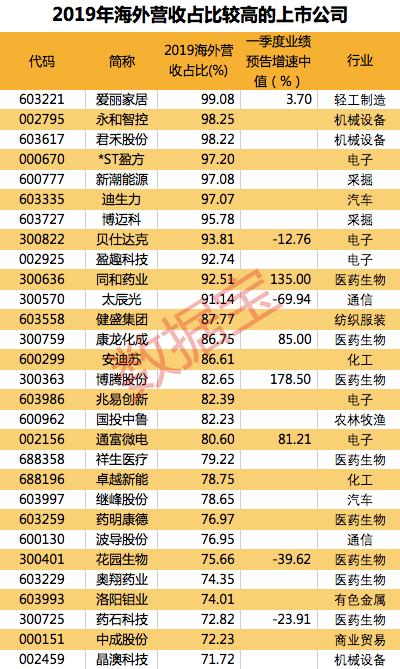 2019年海外营收占比较高的上市公司
代码 简称 2019海外营收占比(%) 一季度业绩预告增速中值（%） 行业
603221 爱丽家居 99.08 3.70 轻工制造
002795 永和智控 98.25 机械设备
603617 君禾股份 98.22 机械设备
000670 *ST盈方 97.20 电子
600777 新潮能源 97.08 采掘
603335 迪生力 97.07 汽车
603727 博迈科 95.78 采掘
300822 贝仕达克 93.81 -12.76 电子
002925 盈趣科技 92.74 电子
300636 同和药业 92.51 135.00 医药生物
300570 太辰光 91.14 -69.94 通信
603558 健盛集团 87.77 纺织服装
300759 康龙化成 86.75 85.00 医药生物
600299 安迪苏 86.61 化工
300363 博腾股份 82.65 178.50 医药生物
603986 兆易创新 82.39 电子
600962 国投中鲁 82.23 农林牧渔
002156 通富微电 80.60 81.21 电子
688358 祥生医疗 79.22 医药生物
688196 卓越新能 78.75 化工
603997 继峰股份 78.65 汽车
603259 药明康德 76.97 医药生物
600130 波导股份 76.95 通信
300401 花园生物 75.66 -39.62 医药生物
603229 奥翔药业 74.35 医药生物
603993 洛阳钼业 74.01 有色金属
300725 药石科技 72.82 -23.91 医药生物
000151 中成股份 72.23 商业贸易
002459 晶澳科技 71.72 机械设备
数据宝